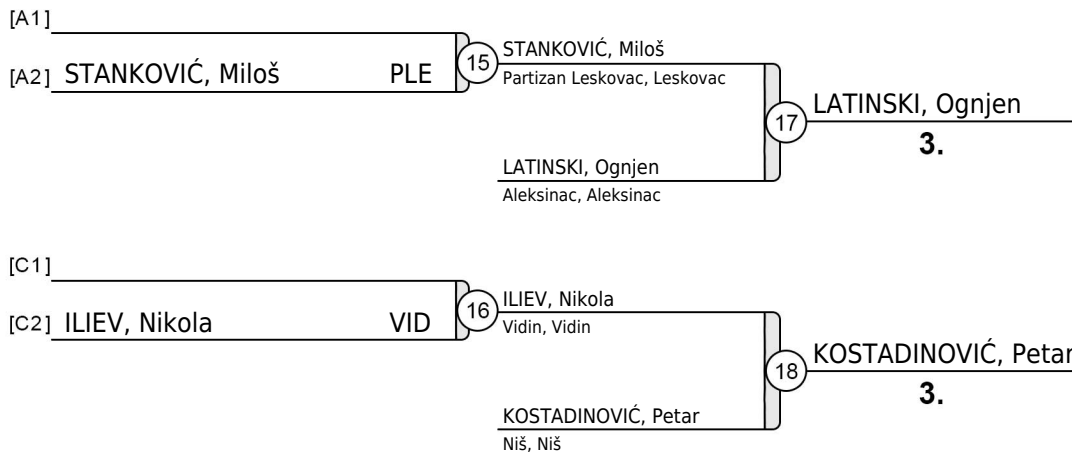 [A1]
[A2] STANKOVIĆ, Miloš PLE
15
STANKOVIĆ, Miloš
Partizan Leskovac, Leskovac
17
LATINSKI, Ognjen
3.
LATINSKI, Ognjen
Aleksinac, Aleksinac
[C1]
[C2] ILIEV, Nikola VID
16
ILIEV, Nikola
Vidin, Vidin
18
KOSTADINOVIĆ, Petar
3.
KOSTADINOVIĆ, Petar
Niš, Niš